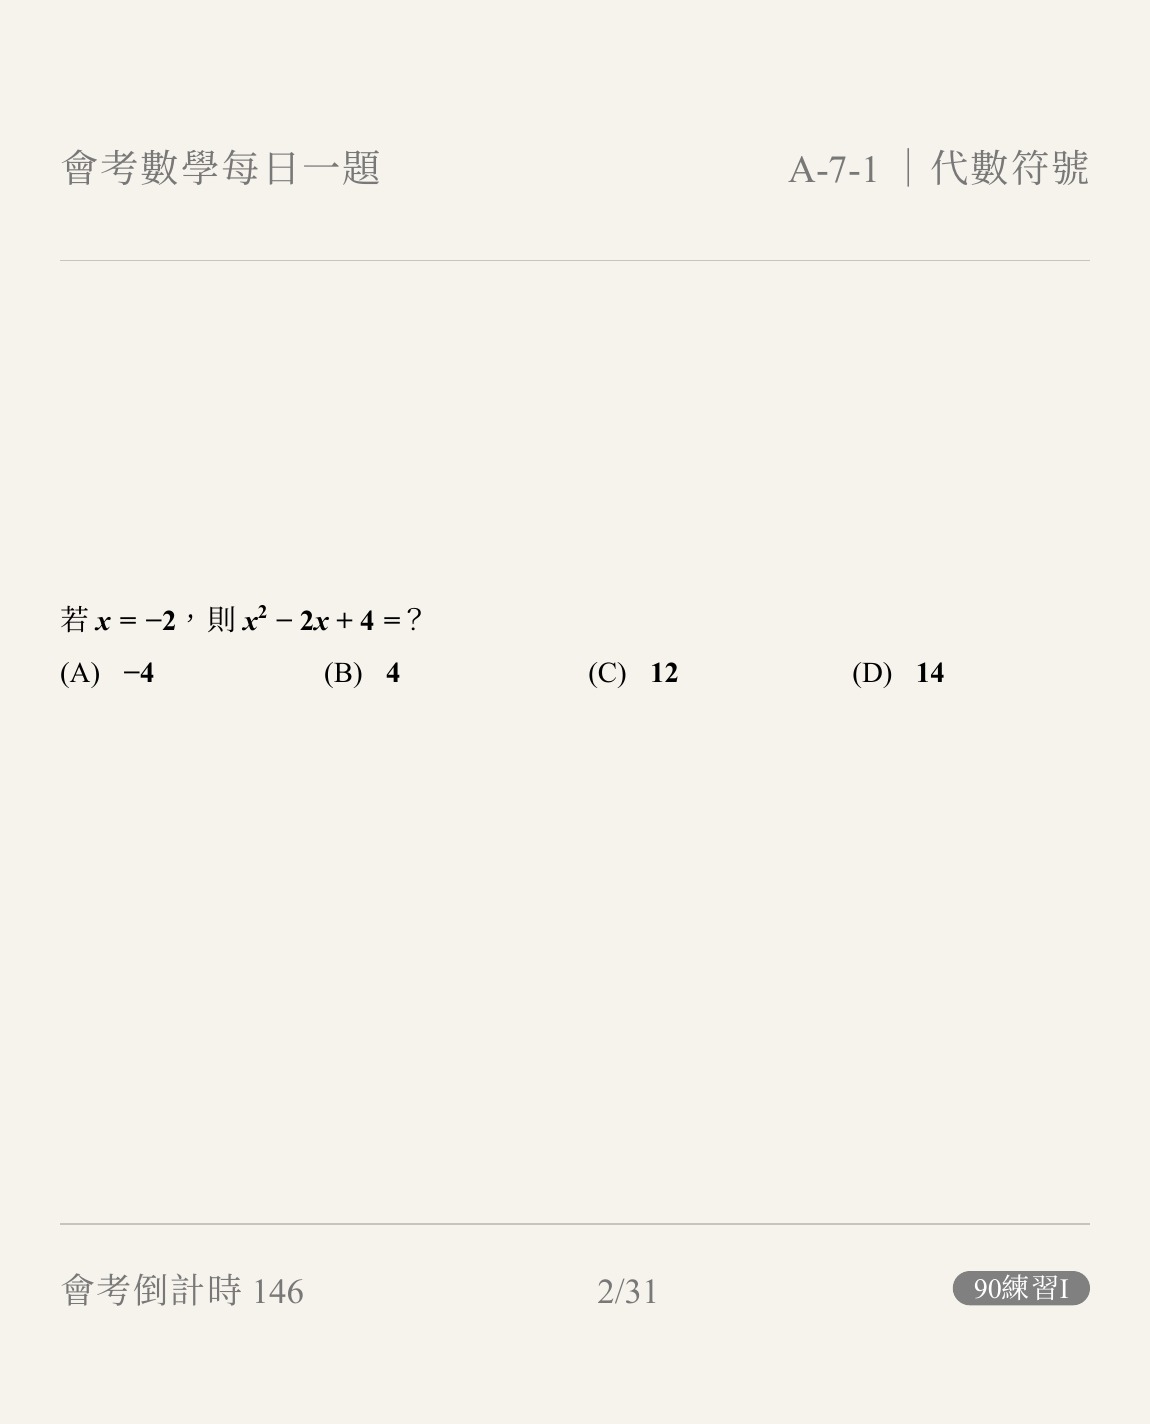 會考數學每日一題
A-7-1 | 代數符號
若 x = −2，則 x² − 2x + 4 = ?
(A) −4 (B) 4 (C) 12 (D) 14
會考倒計時 146
2/31
90練習I